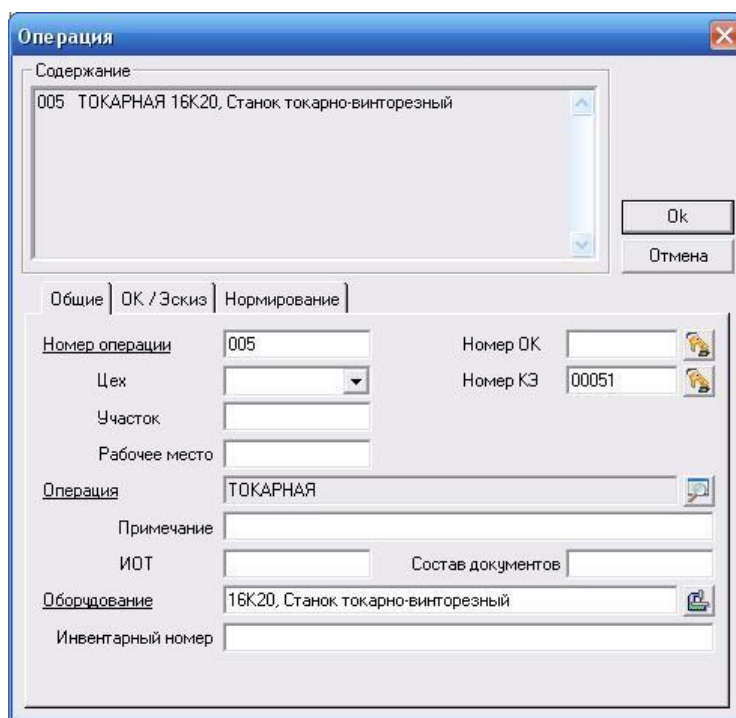 Операция
Содержание
005 ТОКАРНАЯ 16К20, Станок токарно-винторезный
Ok
Отмена
Общие ОК / Эскиз Нормирование
Номер операции 005 Номер ОК
Цех Номер КЭ 00051
Участок
Рабочее место
Операция ТОКАРНАЯ
Примечание
ИОТ Состав документов
Оборудование 16К20, Станок токарно-винторезный
Инвентарный номер